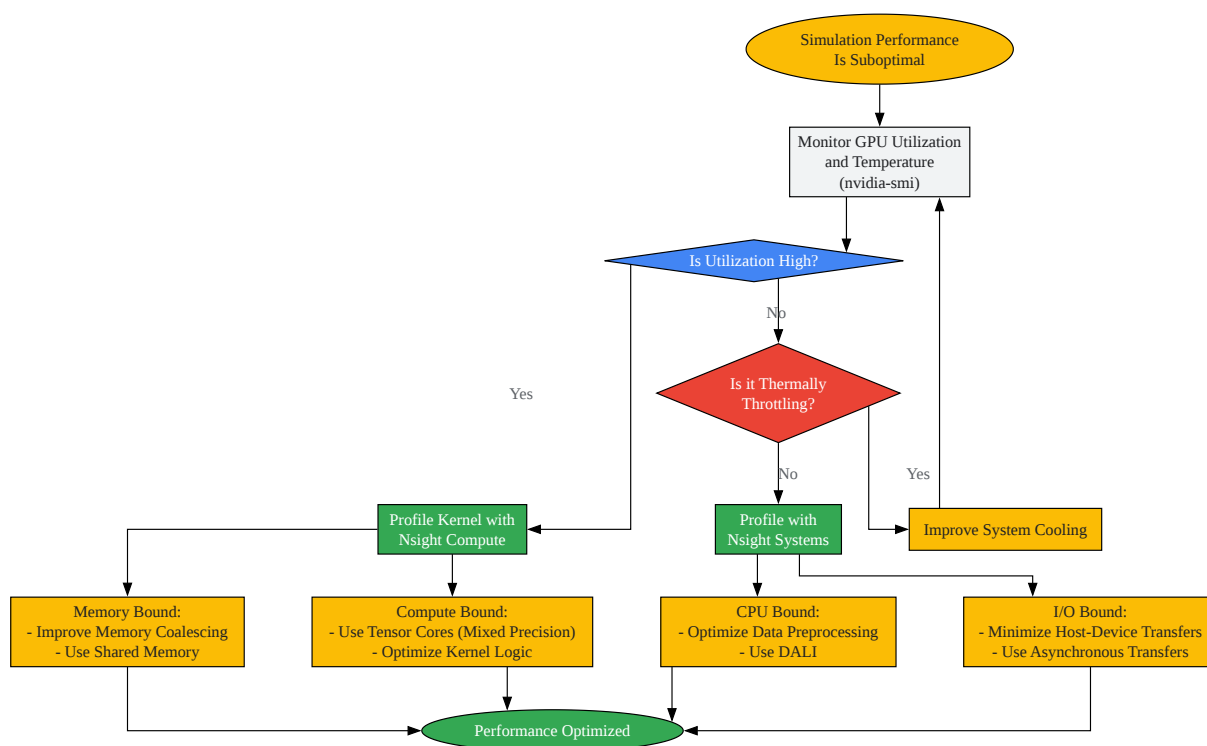 Simulation Performance
Is Suboptimal
Monitor GPU Utilization
and Temperature
(nvidia-smi)
Is Utilization High?
No
Is it Thermally
Throttling?
Yes
No
Yes
Profile Kernel with
Nsight Compute
Profile with
Nsight Systems
Improve System Cooling
Memory Bound:
- Improve Memory Coalescing
- Use Shared Memory
Compute Bound:
- Use Tensor Cores (Mixed Precision)
- Optimize Kernel Logic
CPU Bound:
- Optimize Data Preprocessing
- Use DALI
I/O Bound:
- Minimize Host-Device Transfers
- Use Asynchronous Transfers
Performance Optimized